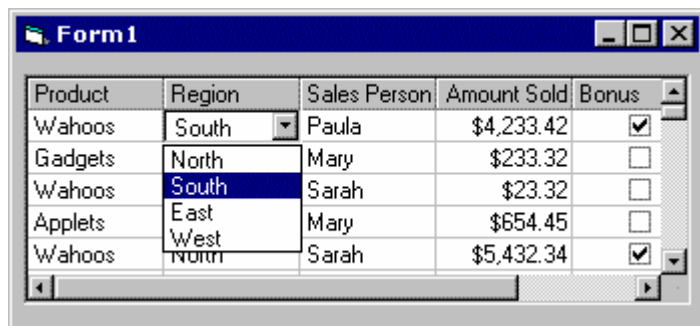 Form1
Product Region Sales Person Amount Sold Bonus
Wahoos South Paula $4,233.42
Gadgets North Mary $233.32
Wahoos South Sarah $23.32
Applets East Mary $654.45
West
Wahoos North Sarah $5,432.34